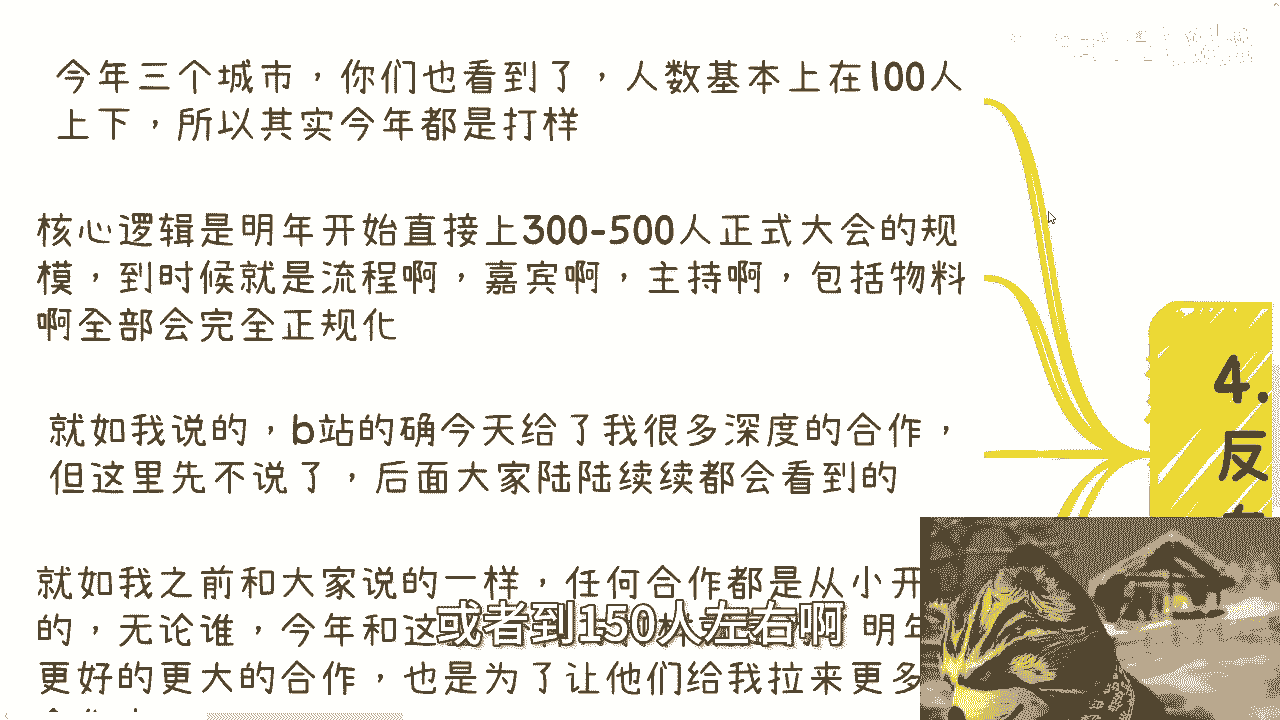 今年三个城市，你们也看到了，人数基本上在100人
上下，所以其实今年都是打样
核心逻辑是明年开始直接上300-500人正式大会的规
模，到时候就是流程啊，嘉宾啊，主持啊，包括物料
啊全部会完全正规化
就如我说的，b站的确今天给了我很多深度的合作，
但这里先不说了，后面大家陆陆续续都会看到的
就如我之前和大家说的一样，任何合作都是从小开
的，无论谁，今年和这
明年
更好的更大的合作，也是为了让他们给我拉来更多
或者到150人左右啊
4.
反